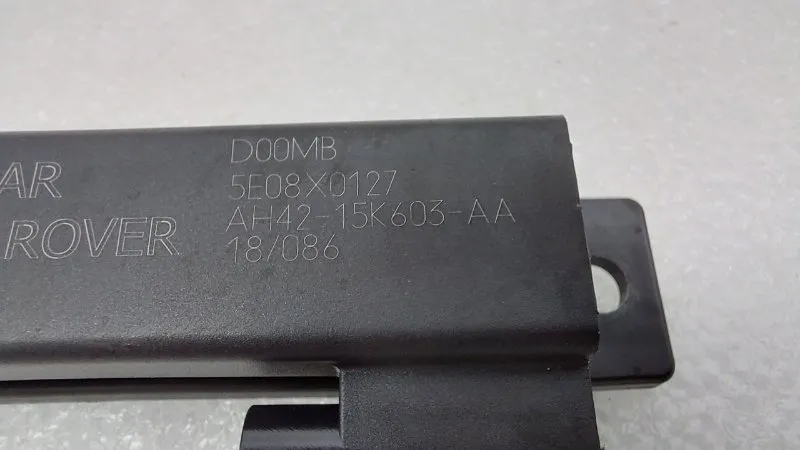 D00MB
5E08X0127
AR
AH42-15K603-AA
ROVER
18/086